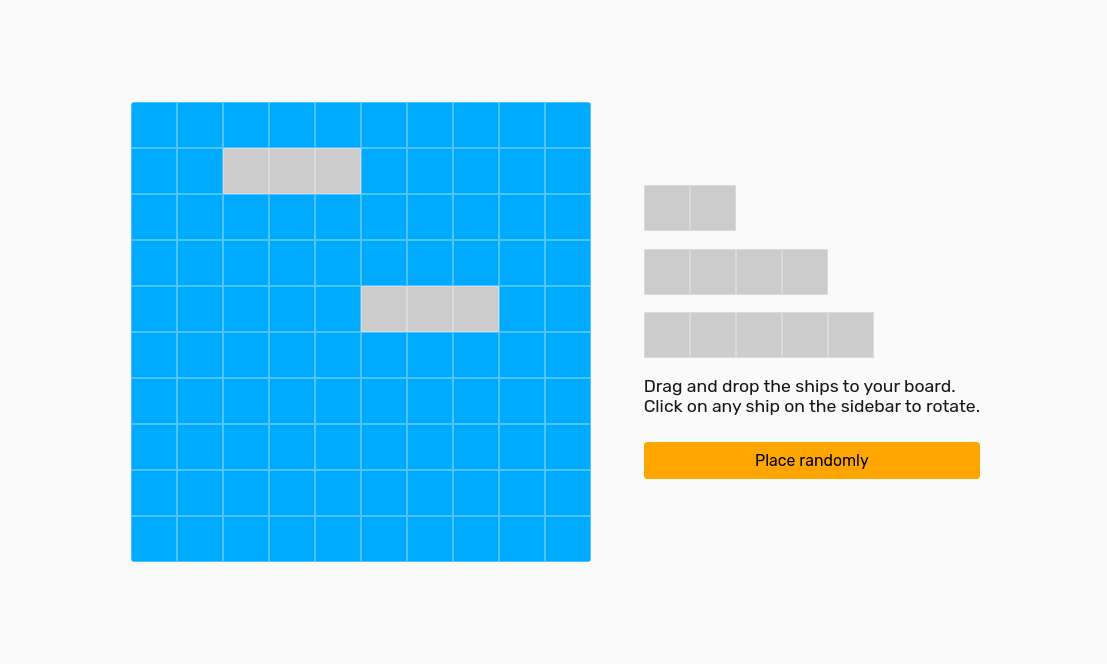 Drag and drop the ships to your board.
Click on any ship on the sidebar to rotate.
Place randomly